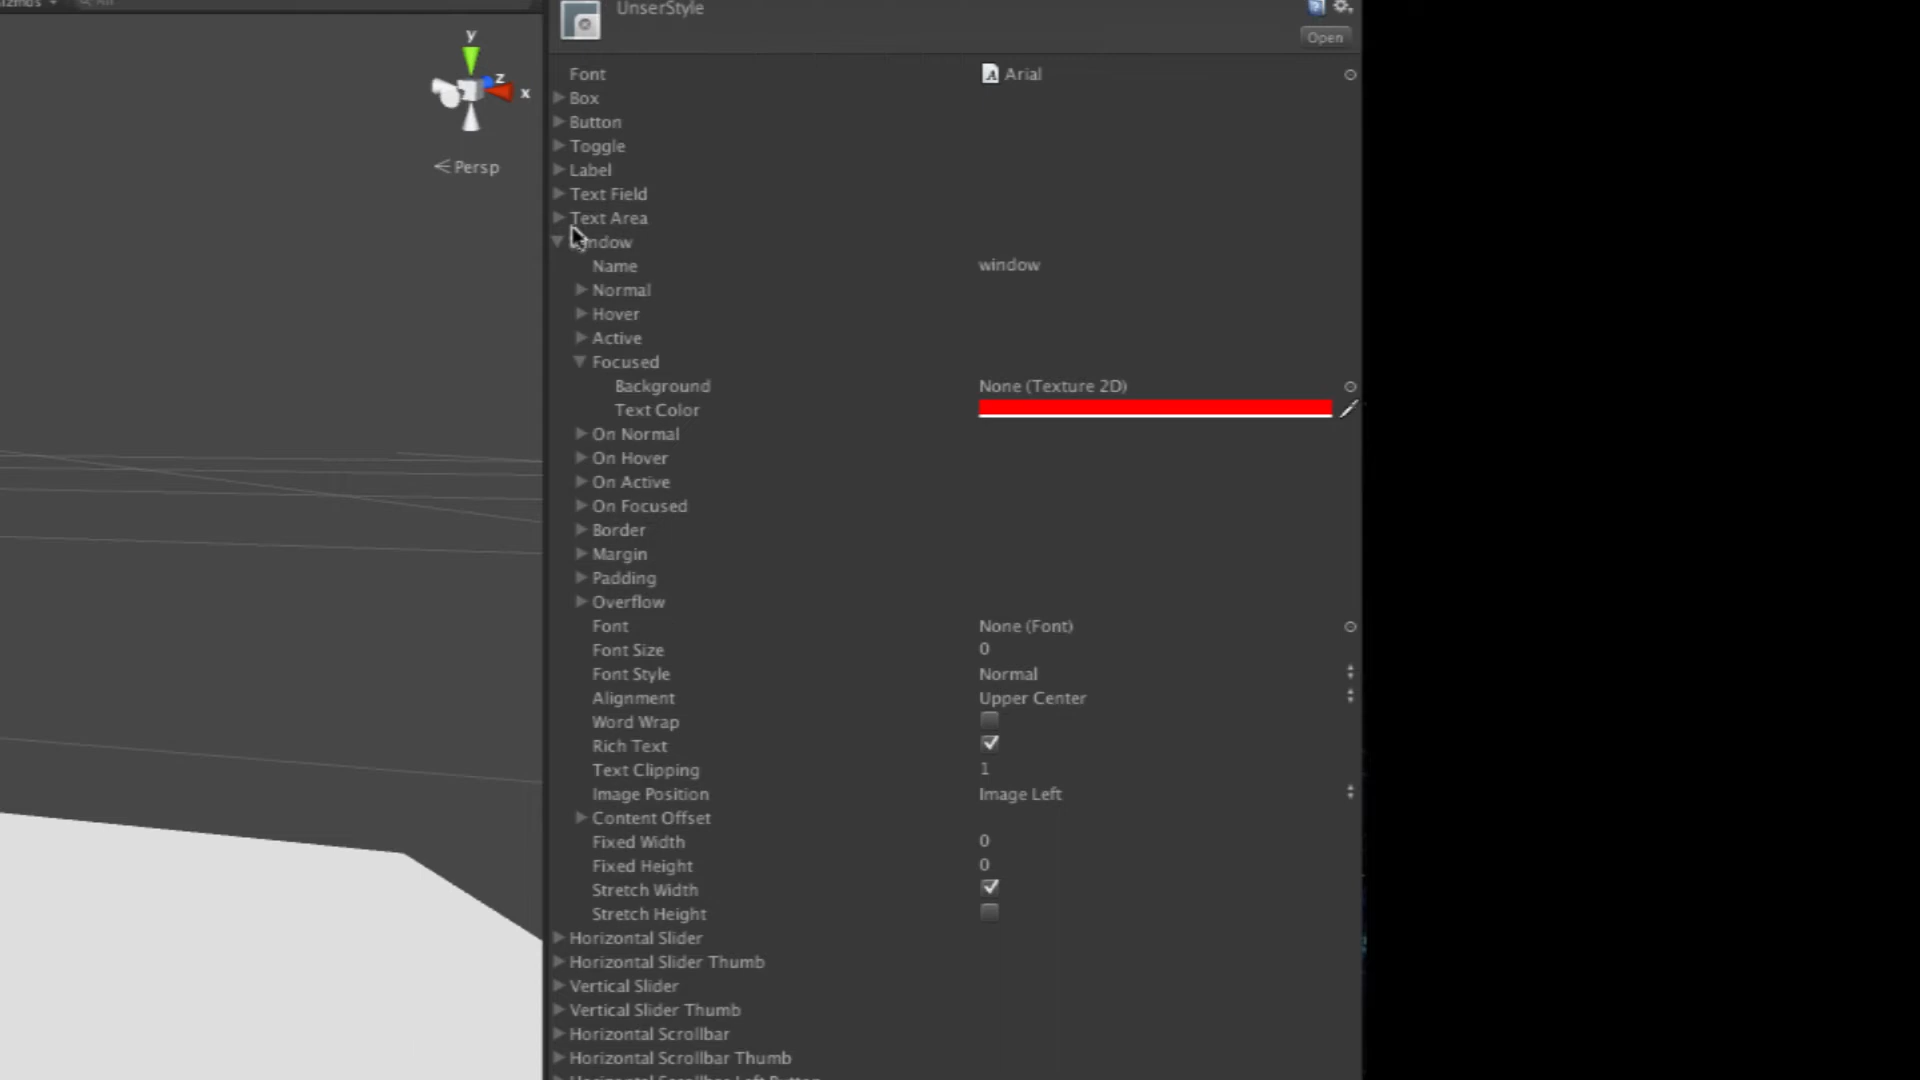 UnserStyle
Open
y
z
x
Persp
Font Arial
Box
Button
Toggle
Label
Text Field
Text Area
Name window
Normal
Hover
Active
Focused
Background None (Texture 2D)
Text Color
On Normal
On Hover
On Active
On Focused
Border
Margin
Padding
Overflow
Font None (Font)
Font Size 0
Font Style Normal
Alignment Upper Center
Word Wrap
Rich Text
Text Clipping 1
Image Position Image Left
Content Offset
Fixed Width 0
Fixed Height 0
Stretch Width
Stretch Height
Horizontal Slider
Horizontal Slider Thumb
Vertical Slider
Vertical Slider Thumb
Horizontal Scrollbar
Horizontal Scrollbar Thumb